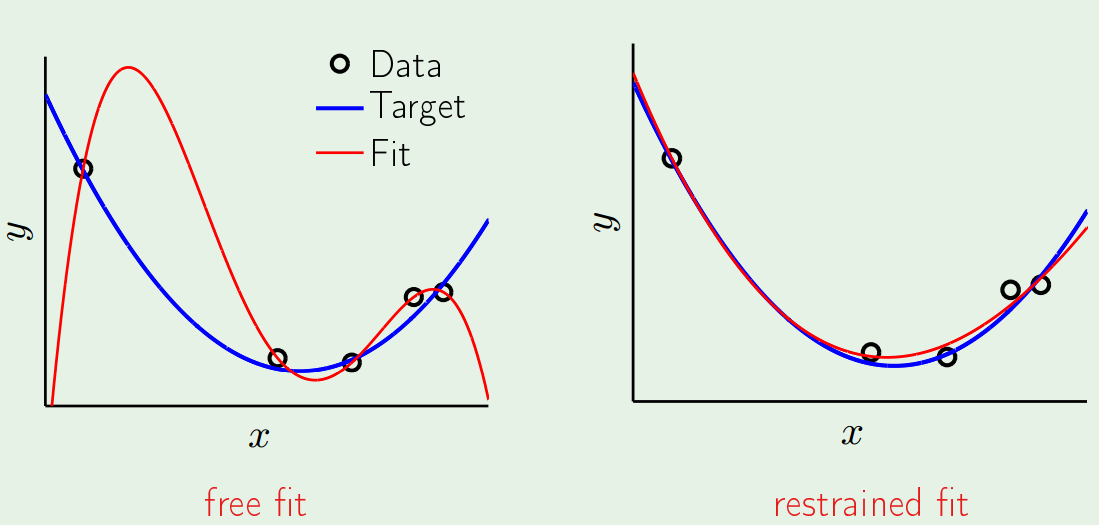 Data
Target
Fit
y
x
free fit
y
x
restrained fit